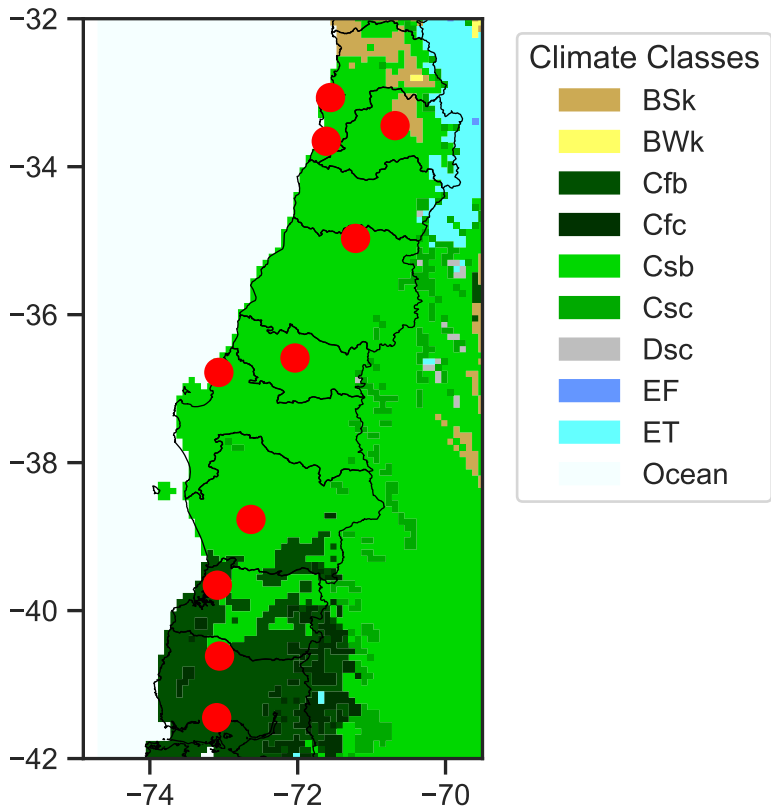 −32
−34
−36
−38
−40
−42
−74
−72
−70
Climate Classes
BSk
BWk
Cfb
Cfc
Csb
Csc
Dsc
EF
ET
Ocean